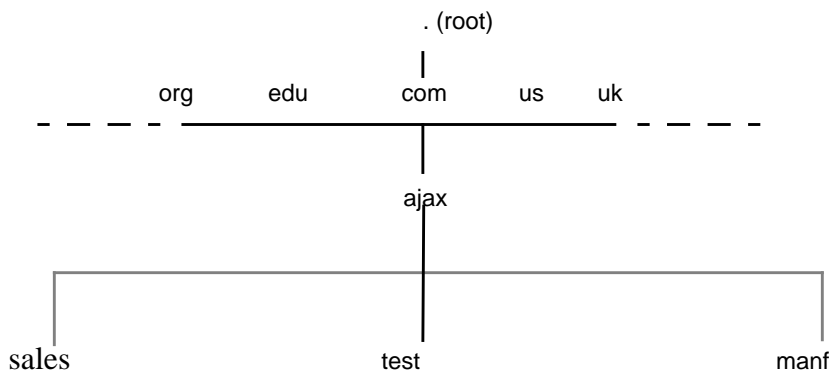 . (root)
org edu com us uk
ajax
sales test manf